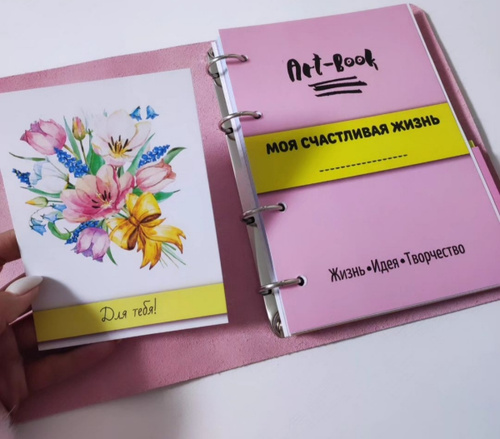 Для тебя!
Art-Book
МОЯ СЧАСТЛИВАЯ ЖИЗНЬ
Жизнь•Идея•Творчество